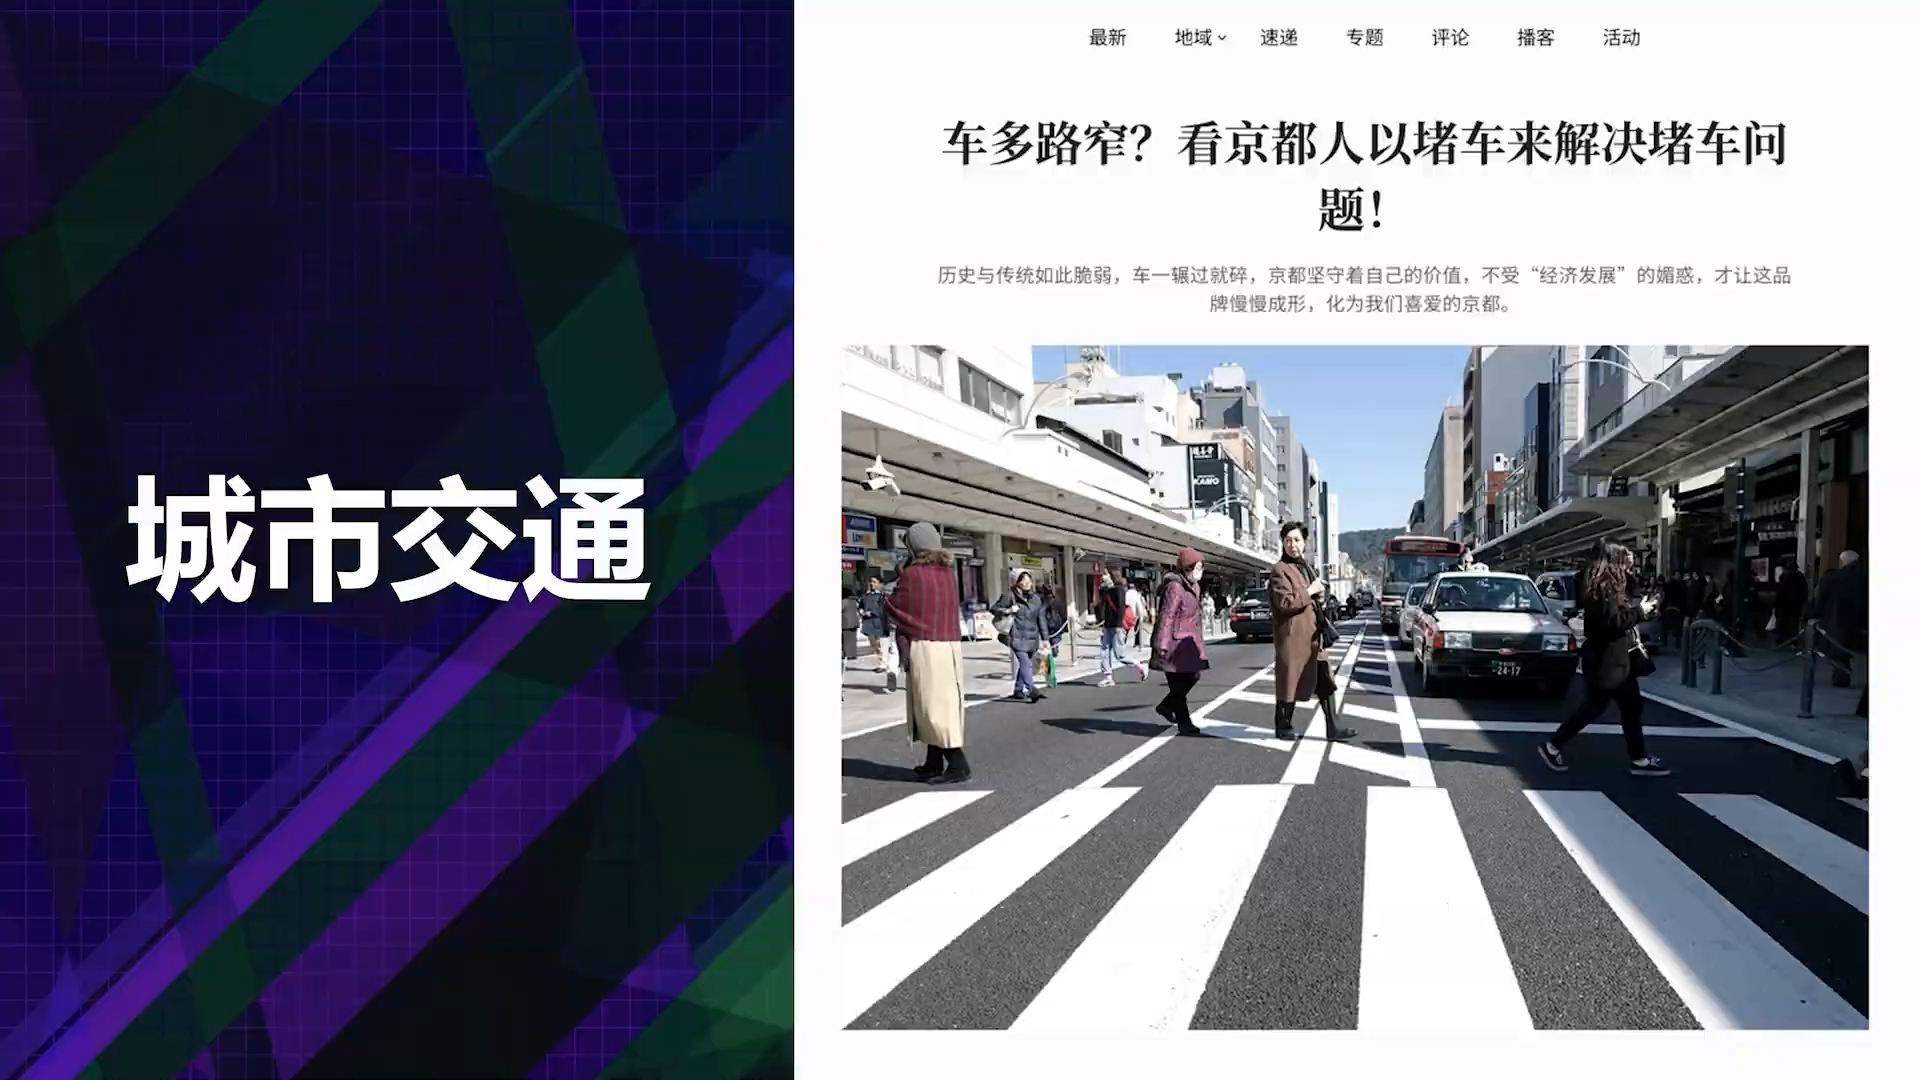 城市交通
最新 地域 速递 专题 评论 播客 活动
车多路窄？看京都人以堵车来解决堵车问
题！
历史与传统如此脆弱，车一辗过就碎，京都坚守着自己的价值，不受“经济发展”的媚惑，才让这品
牌慢慢成形，化为我们喜爱的京都。
KAMO
24-17